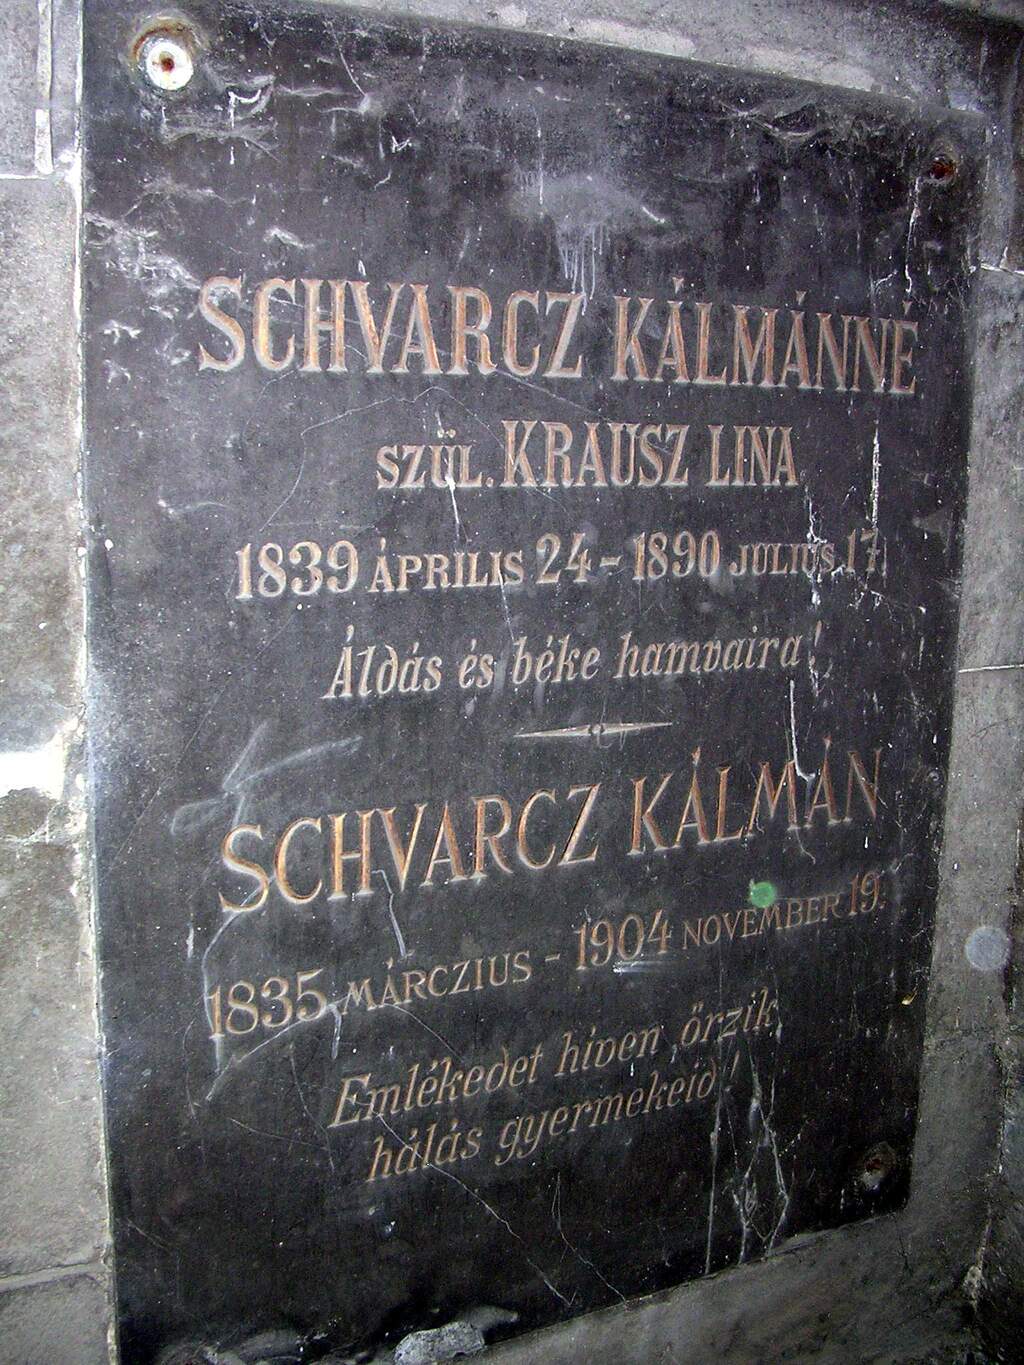 SCHVARCZ KÁLMÁNNÉ
SZÜL. KRAUSZ LINA
1839 ÁPRILIS 24 - 1890 JULIUS 17.
Áldás és béke hamvaira!
SCHVARCZ KÁLMÁN
1835 MÁRCZIUS - 1904 NOVEMBER 19.
Emlékedet híven őrzik
hálás gyermekeid!